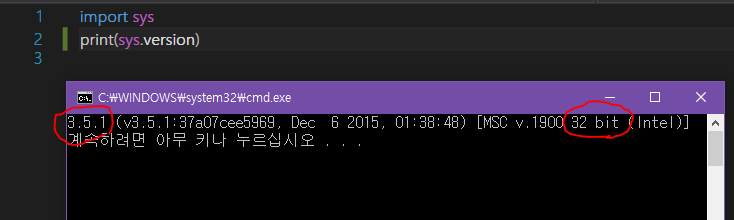 1 import sys
2 print(sys.version)
3
C:₩WINDOWS₩system32₩cmd.exe
3.5.1 (v3.5.1:37a07cee5969, Dec  6 2015, 01:38:48) [MSC v.1900 32 bit (Intel)]
계속하려면 아무 키나 누르십시오 . . .